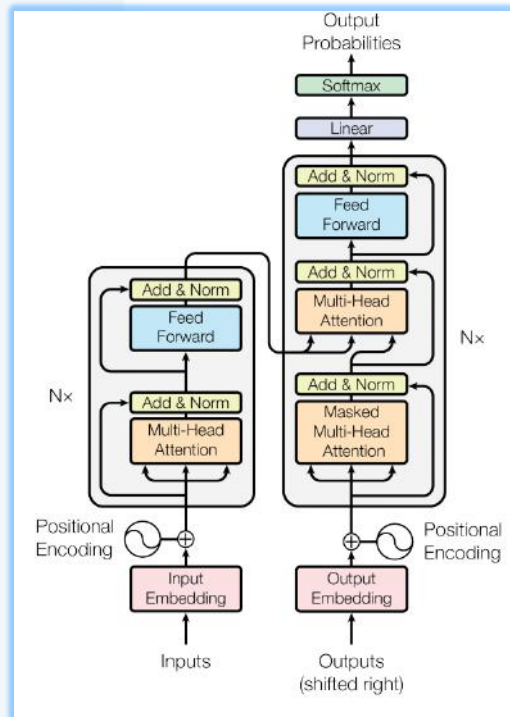 Output
Probabilities
Softmax
Linear
Add & Norm
Feed
Forward
Add & Norm
Multi-Head
Attention
Add & Norm
Masked
Multi-Head
Attention
N×
Positional
Encoding
Output
Embedding
Outputs
(shifted right)
Add & Norm
Feed
Forward
Add & Norm
Multi-Head
Attention
N×
Positional
Encoding
Input
Embedding
Inputs